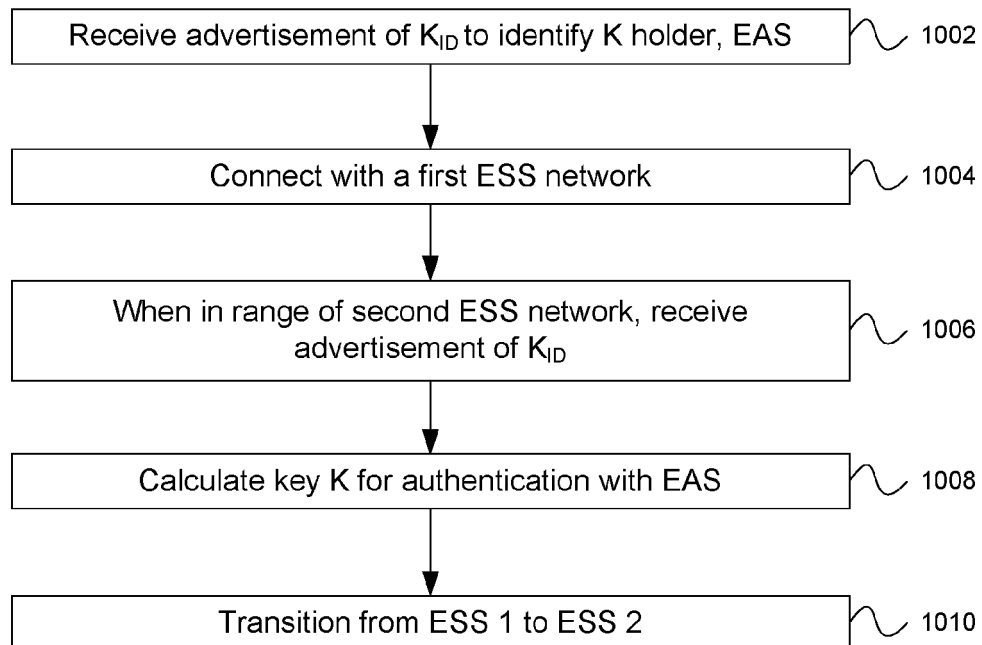 Receive advertisement of K_ID to identify K holder, EAS
1002
Connect with a first ESS network
1004
When in range of second ESS network, receive
advertisement of K_ID
1006
Calculate key K for authentication with EAS
1008
Transition from ESS 1 to ESS 2
1010